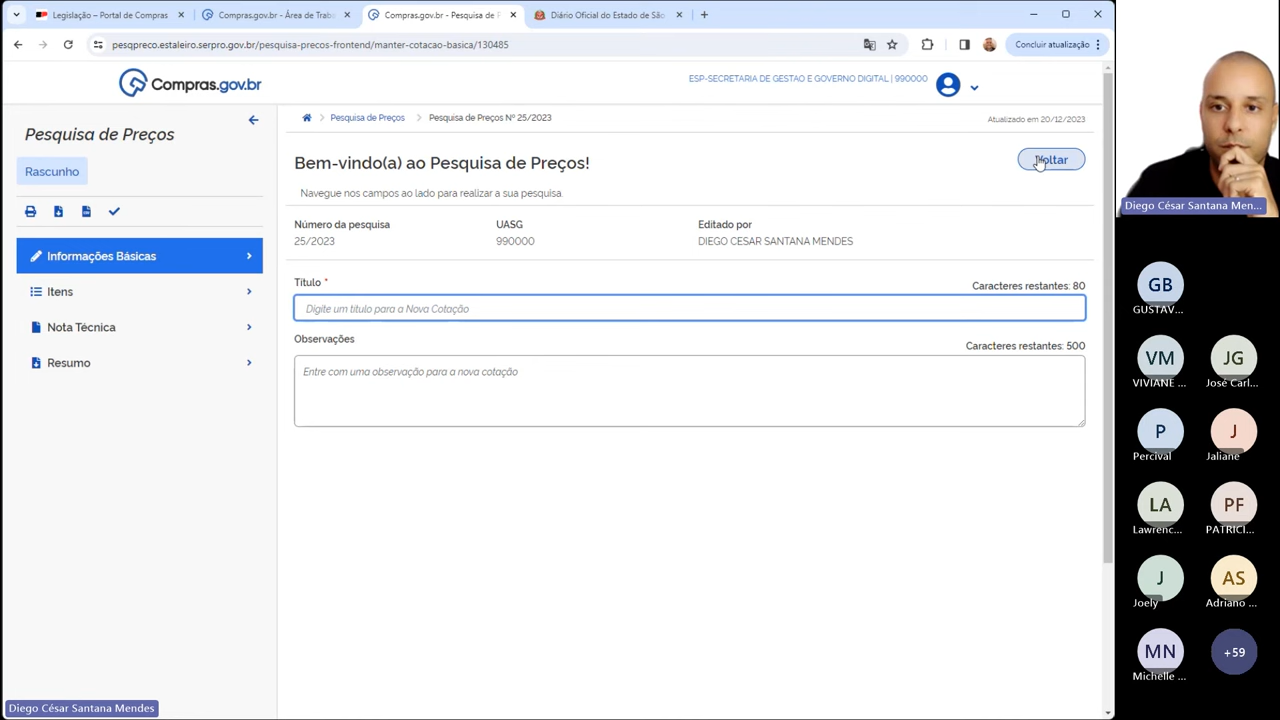 Legislação – Portal de Compras
Compras.gov.br - Área de Trab
Compras.gov.br - Pesquisa de P
Diário Oficial do Estado de São
pesqpreco.estaleiro.serpro.gov.br/pesquisa-precos-frontend/manter-cotacao-basica/130485
Concluir atualização
Compras.gov.br
ESP-SECRETARIA DE GESTAO E GOVERNO DIGITAL | 990000
Pesquisa de Preços
Rascunho
Informações Básicas
Itens
Nota Técnica
Resumo
Pesquisa de Preços
Pesquisa de Preços Nº 25/2023
Atualizado em 20/12/2023
Bem-vindo(a) ao Pesquisa de Preços!
Voltar
Navegue nos campos ao lado para realizar a sua pesquisa.
Número da pesquisa
UASG
Editado por
25/2023
990000
DIEGO CESAR SANTANA MENDES
Título *
Caracteres restantes: 80
Digite um título para a Nova Cotação
Observações
Caracteres restantes: 500
Entre com uma observação para a nova cotação
Diego César Santana Mendes
Diego César Santana Men...
GB
GUSTAV...
VM
VIVIANE ...
JG
José Carl...
P
Percival
J
Jaliane
LA
Lawrenc...
PF
PATRICI...
J
Joely
AS
Adriano ...
MN
Michelle ...
+59